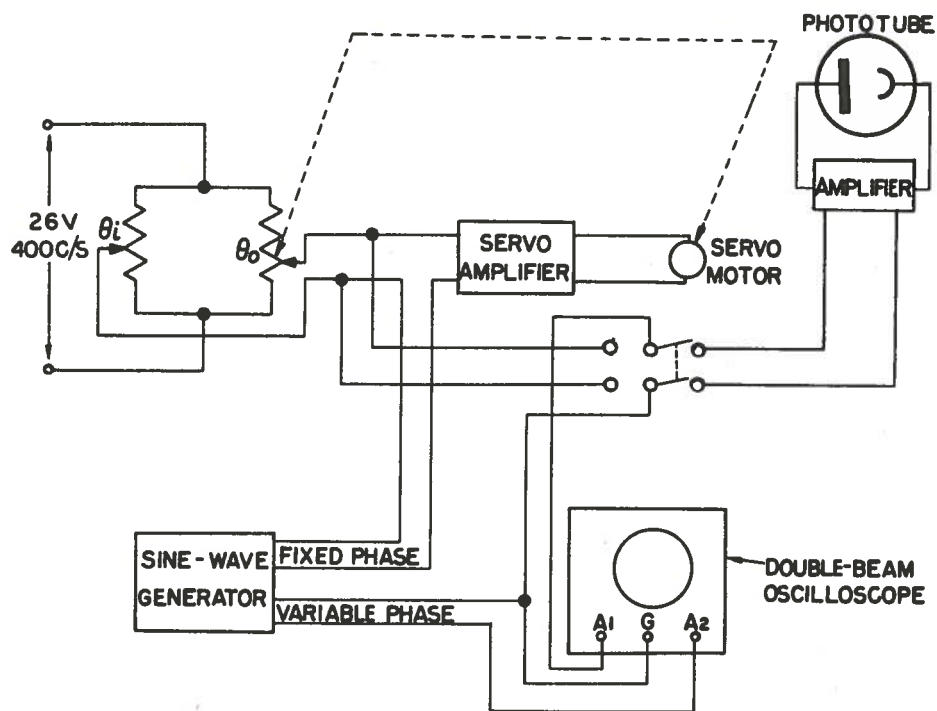 PHOTOTUBE
AMPLIFIER
26V
400C/S
θi
θo
SERVO
AMPLIFIER
SERVO
MOTOR
SINE-WAVE
GENERATOR
FIXED PHASE
VARIABLE PHASE
A1 G A2
DOUBLE-BEAM
OSCILLOSCOPE